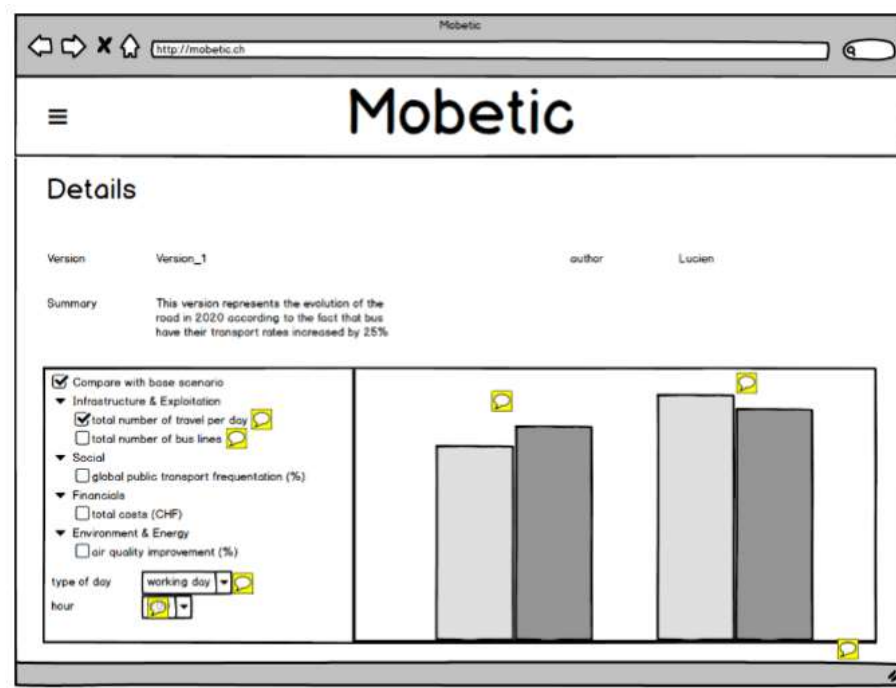 Mobetic
http://mobetic.ch
Mobetic
Details
Version Version_1 author Lucien
Summary This version represents the evolution of the
road in 2020 according to the fact that bus
have their transport rates increased by 25%
Compare with base scenario
Infrastructure & Exploitation
total number of travel per day
total number of bus lines
Social
global public transport frequentation (%)
Financials
total costs (CHF)
Environment & Energy
air quality improvement (%)
type of day working day
hour